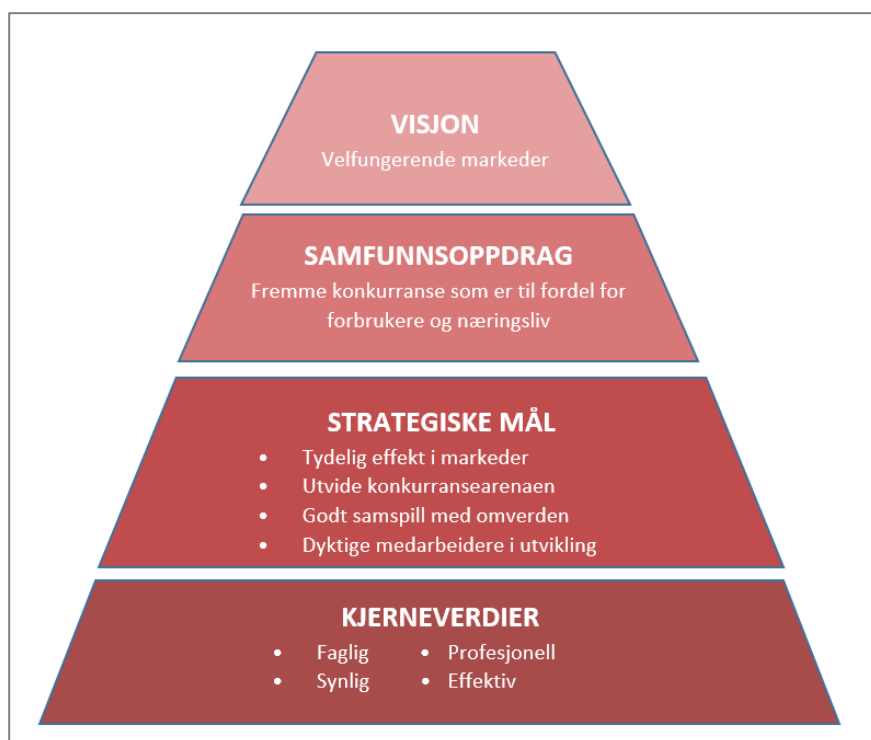 VISJON
Velfungerende markeder
SAMFUNNSOPPDRAG
Fremme konkurranse som er til fordel for
forbrukere og næringsliv
STRATEGISKE MÅL
• Tydelig effekt i markeder
• Utvide konkurransearenaen
• Godt samspill med omverden
• Dyktige medarbeidere i utvikling
KJERNEVERDIER
• Faglig • Profesjonell
• Synlig • Effektiv